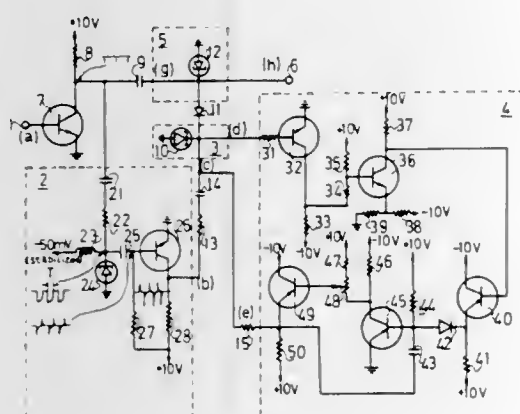 +10V
8
5
12
9
(g)
(h)
6
7
(a)
11
4
+10V
(d)
10
3
31
32
37
36
+10V
35
34
(c)
14
2
21
22
-50mV
23
ESTABILIZ
T
24
25
26
13
(b)
27
28
+10V
33
-10V
39
38
-10V
+10V
+10V
-10V
47
46
48
49
45
44
-10V
40
(e)
15
50
43
42
41
+10V
+10V